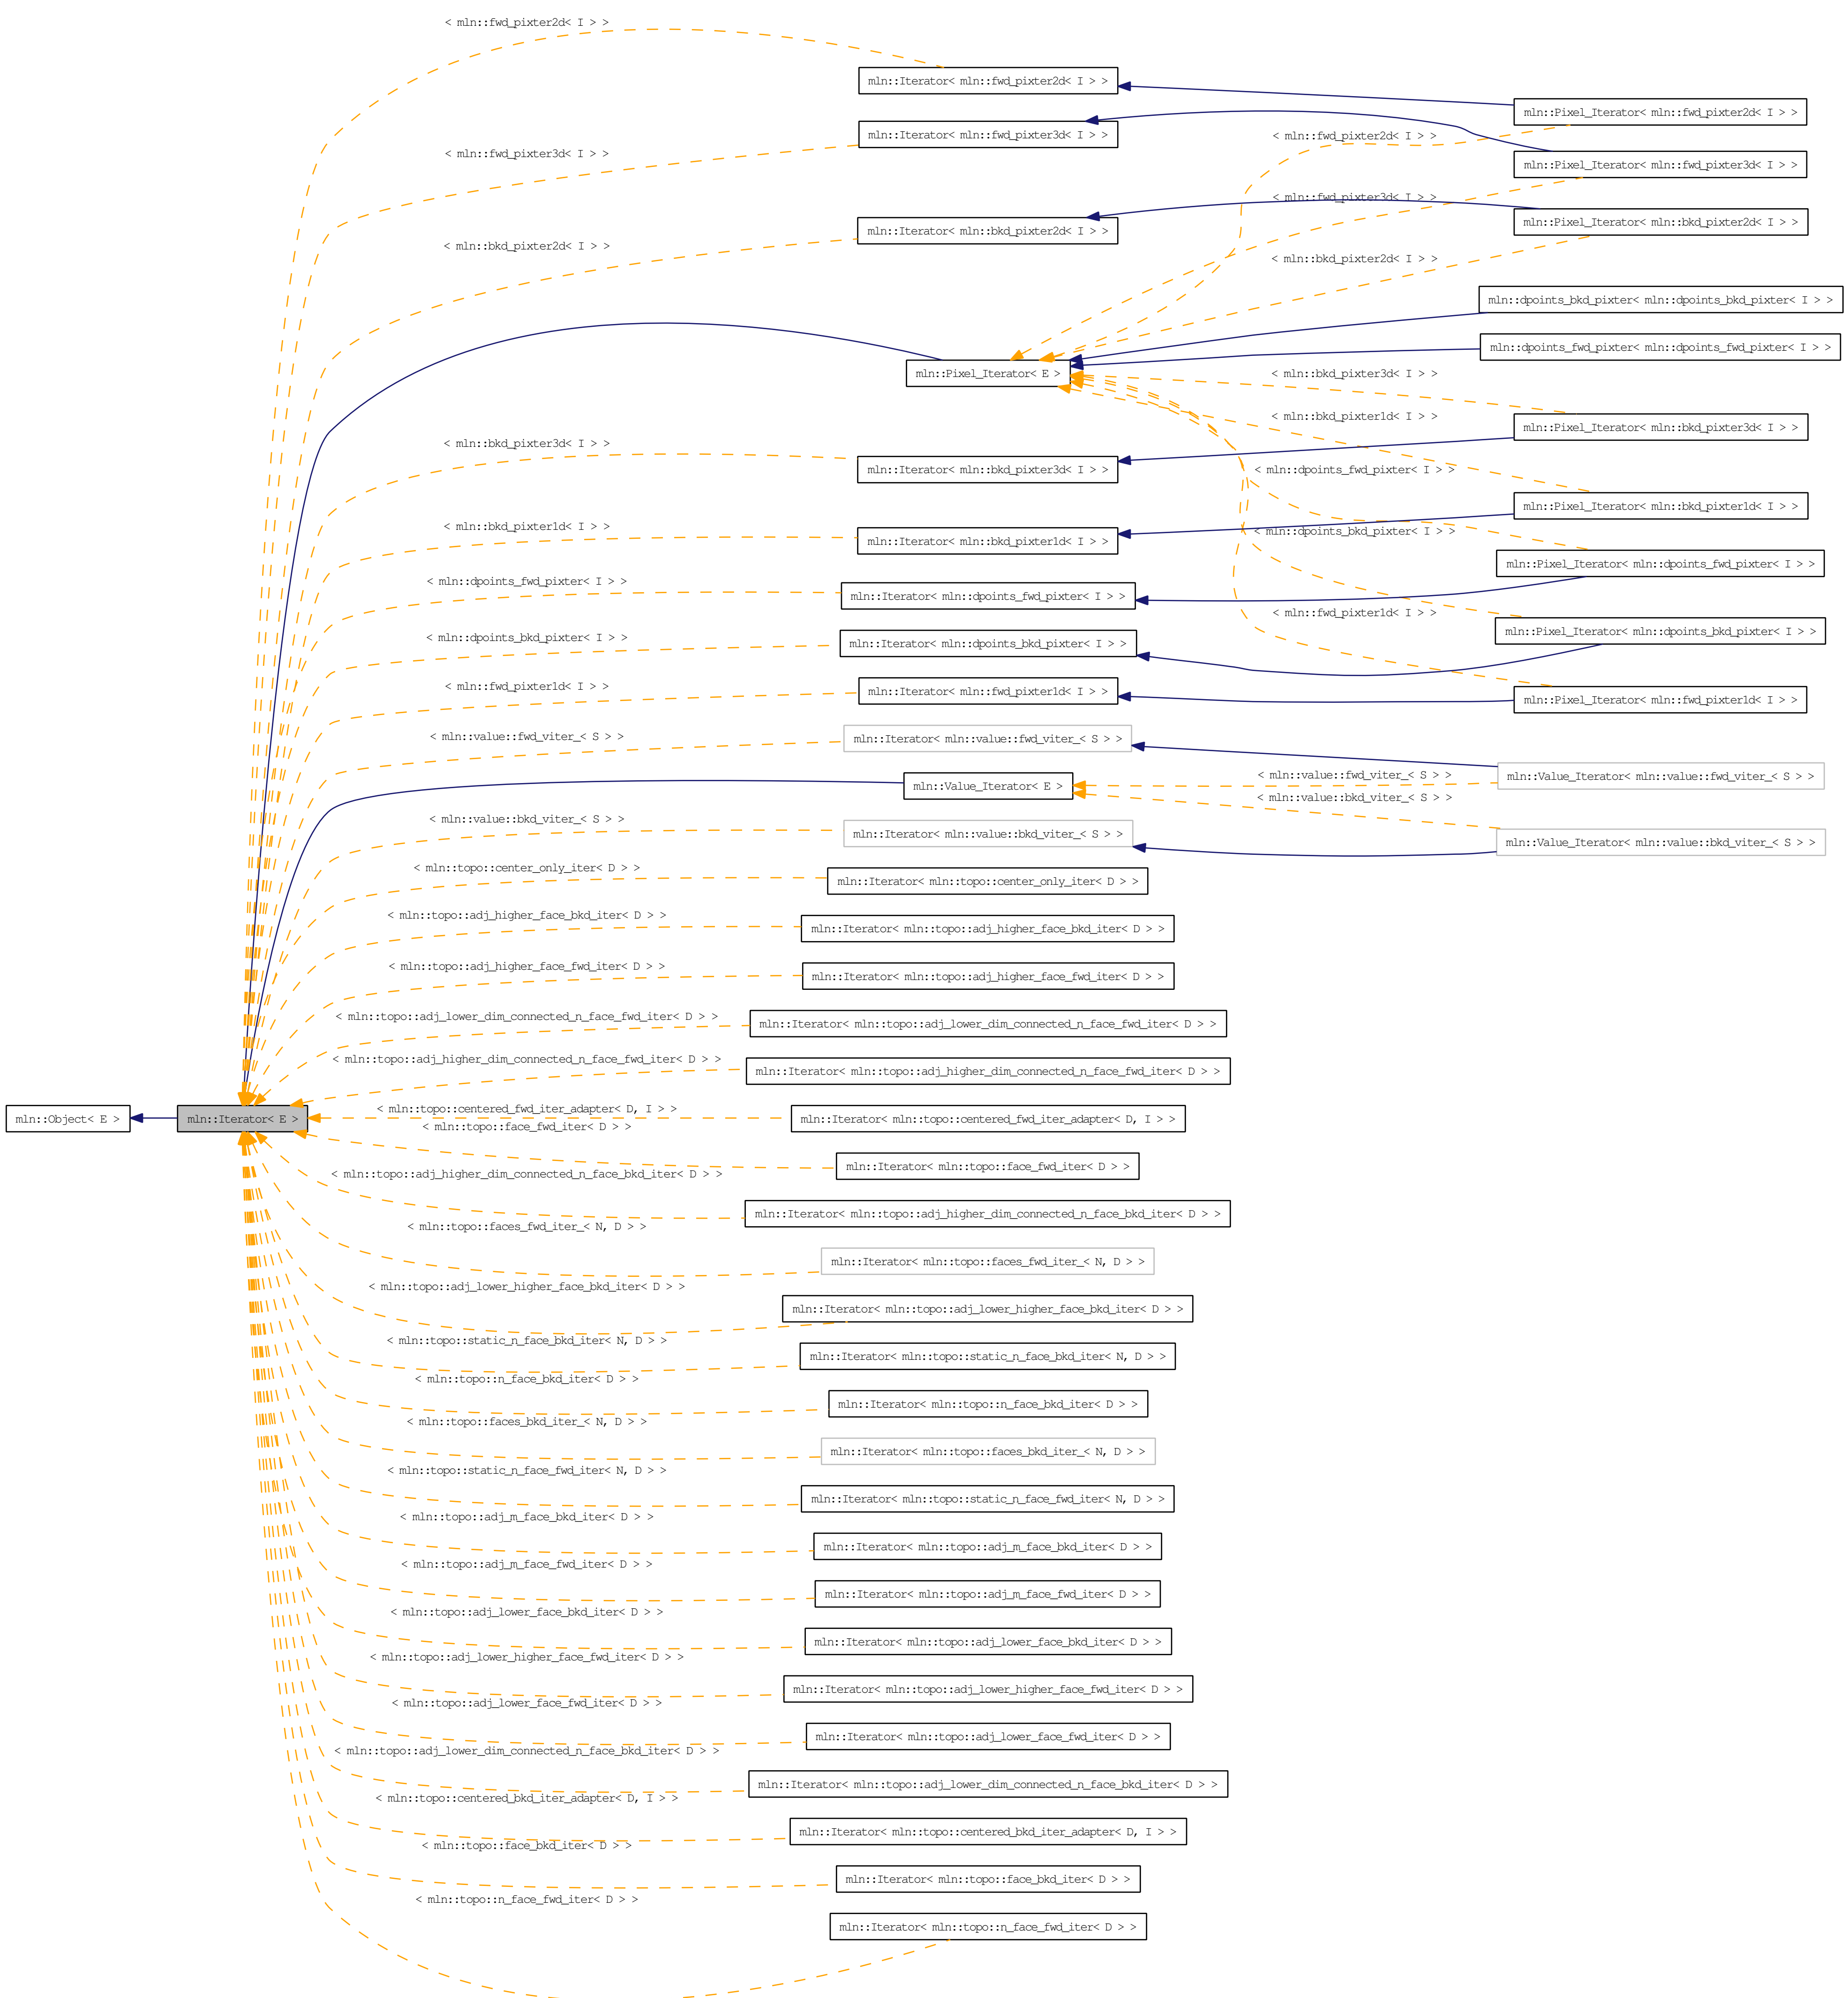 < mln::fwd_pixter2d< I > >
mln::Iterator< mln::fwd_pixter2d< I > >
mln::Pixel_Iterator< mln::fwd_pixter2d< I > >
mln::Iterator< mln::fwd_pixter3d< I > >
< mln::fwd_pixter2d< I > >
< mln::fwd_pixter3d< I > >
mln::Pixel_Iterator< mln::fwd_pixter3d< I > >
< mln::fwd_pixter3d< I > >
mln::Pixel_Iterator< mln::bkd_pixter2d< I > >
mln::Iterator< mln::bkd_pixter2d< I > >
< mln::bkd_pixter2d< I > >
< mln::bkd_pixter2d< I > >
mln::dpoints_bkd_pixter< mln::dpoints_bkd_pixter< I > >
mln::dpoints_fwd_pixter< mln::dpoints_fwd_pixter< I > >
mln::Pixel_Iterator< E >
< mln::bkd_pixter3d< I > >
< mln::bkd_pixter1d< I > >
mln::Pixel_Iterator< mln::bkd_pixter3d< I > >
< mln::bkd_pixter3d< I > >
mln::Iterator< mln::bkd_pixter3d< I > >
< mln::dpoints_fwd_pixter< I > >
mln::Pixel_Iterator< mln::bkd_pixter1d< I > >
< mln::bkd_pixter1d< I > >
< mln::dpoints_bkd_pixter< I > >
mln::Iterator< mln::bkd_pixter1d< I > >
mln::Pixel_Iterator< mln::dpoints_fwd_pixter< I > >
< mln::dpoints_fwd_pixter< I > >
mln::Iterator< mln::dpoints_fwd_pixter< I > >
< mln::fwd_pixter1d< I > >
mln::Pixel_Iterator< mln::dpoints_bkd_pixter< I > >
< mln::dpoints_bkd_pixter< I > >
mln::Iterator< mln::dpoints_bkd_pixter< I > >
< mln::fwd_pixter1d< I > >
mln::Iterator< mln::fwd_pixter1d< I > >
mln::Pixel_Iterator< mln::fwd_pixter1d< I > >
< mln::value::fwd_viter_< S > >
mln::Iterator< mln::value::fwd_viter_< S > >
< mln::value::fwd_viter_< S > >
mln::Value_Iterator< mln::value::fwd_viter_< S > >
mln::Value_Iterator< E >
< mln::value::bkd_viter_< S > >
< mln::value::bkd_viter_< S > >
mln::Iterator< mln::value::bkd_viter_< S > >
mln::Value_Iterator< mln::value::bkd_viter_< S > >
< mln::topo::center_only_iter< D > >
mln::Iterator< mln::topo::center_only_iter< D > >
< mln::topo::adj_higher_face_bkd_iter< D > >
mln::Iterator< mln::topo::adj_higher_face_bkd_iter< D > >
< mln::topo::adj_higher_face_fwd_iter< D > >
mln::Iterator< mln::topo::adj_higher_face_fwd_iter< D > >
< mln::topo::adj_lower_dim_connected_n_face_fwd_iter< D > >
mln::Iterator< mln::topo::adj_lower_dim_connected_n_face_fwd_iter< D > >
< mln::topo::adj_higher_dim_connected_n_face_fwd_iter< D > >
mln::Iterator< mln::topo::adj_higher_dim_connected_n_face_fwd_iter< D > >
mln::Object< E >
mln::Iterator< E >
< mln::topo::centered_fwd_iter_adapter< D, I > >
mln::Iterator< mln::topo::centered_fwd_iter_adapter< D, I > >
< mln::topo::face_fwd_iter< D > >
mln::Iterator< mln::topo::face_fwd_iter< D > >
< mln::topo::adj_higher_dim_connected_n_face_bkd_iter< D > >
mln::Iterator< mln::topo::adj_higher_dim_connected_n_face_bkd_iter< D > >
< mln::topo::faces_fwd_iter_< N, D > >
mln::Iterator< mln::topo::faces_fwd_iter_< N, D > >
< mln::topo::adj_lower_higher_face_bkd_iter< D > >
mln::Iterator< mln::topo::adj_lower_higher_face_bkd_iter< D > >
< mln::topo::static_n_face_bkd_iter< N, D > >
mln::Iterator< mln::topo::static_n_face_bkd_iter< N, D > >
< mln::topo::n_face_bkd_iter< D > >
mln::Iterator< mln::topo::n_face_bkd_iter< D > >
< mln::topo::faces_bkd_iter_< N, D > >
mln::Iterator< mln::topo::faces_bkd_iter_< N, D > >
< mln::topo::static_n_face_fwd_iter< N, D > >
mln::Iterator< mln::topo::static_n_face_fwd_iter< N, D > >
< mln::topo::adj_m_face_bkd_iter< D > >
mln::Iterator< mln::topo::adj_m_face_bkd_iter< D > >
< mln::topo::adj_m_face_fwd_iter< D > >
mln::Iterator< mln::topo::adj_m_face_fwd_iter< D > >
< mln::topo::adj_lower_face_bkd_iter< D > >
mln::Iterator< mln::topo::adj_lower_face_bkd_iter< D > >
< mln::topo::adj_lower_higher_face_fwd_iter< D > >
mln::Iterator< mln::topo::adj_lower_higher_face_fwd_iter< D > >
< mln::topo::adj_lower_face_fwd_iter< D > >
mln::Iterator< mln::topo::adj_lower_face_fwd_iter< D > >
< mln::topo::adj_lower_dim_connected_n_face_bkd_iter< D > >
mln::Iterator< mln::topo::adj_lower_dim_connected_n_face_bkd_iter< D > >
< mln::topo::centered_bkd_iter_adapter< D, I > >
mln::Iterator< mln::topo::centered_bkd_iter_adapter< D, I > >
< mln::topo::face_bkd_iter< D > >
mln::Iterator< mln::topo::face_bkd_iter< D > >
< mln::topo::n_face_fwd_iter< D > >
mln::Iterator< mln::topo::n_face_fwd_iter< D > >